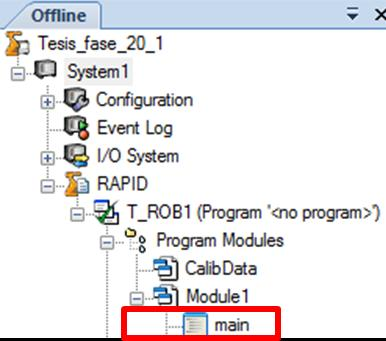 Offline
Tesis_fase_20_1
System1
Configuration
Event Log
I/O System
RAPID
T_ROB1 (Program '<no program>')
Program Modules
CalibData
Module1
main